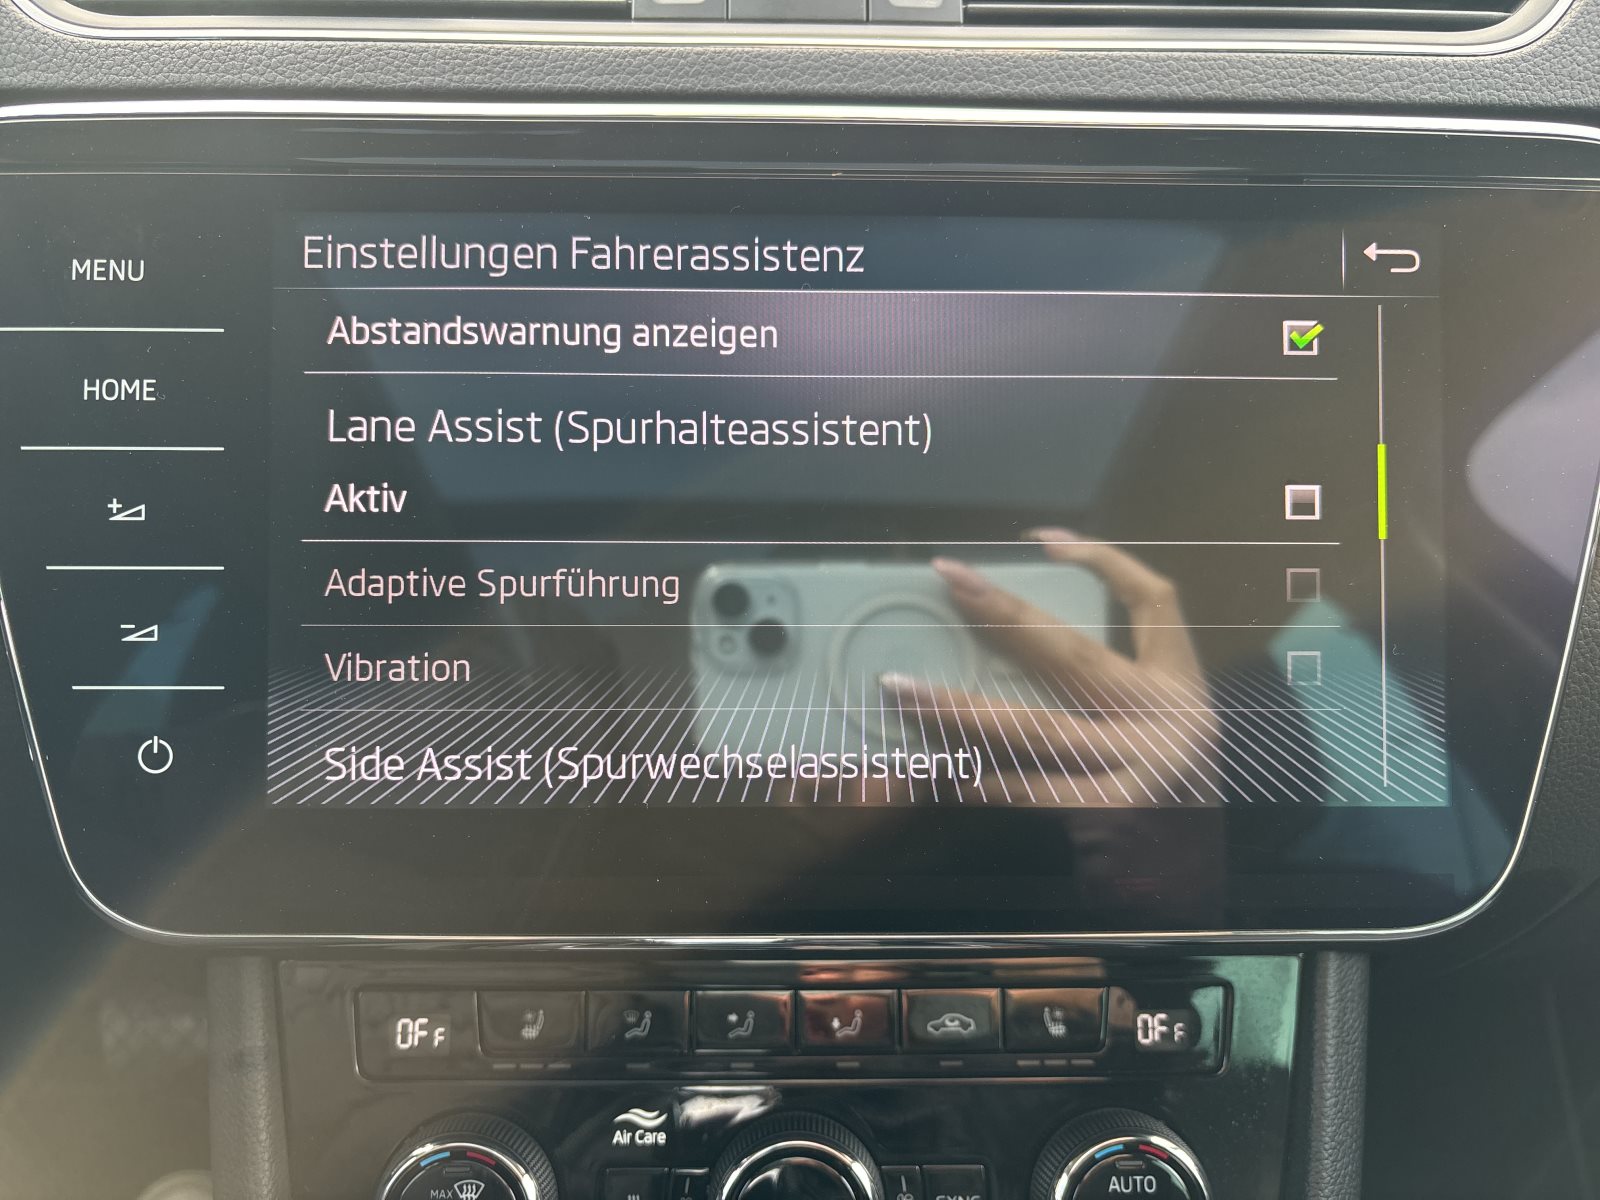 Einstellungen Fahrerassistenz
MENU
Abstandswarnung anzeigen
HOME
Lane Assist (Spurhalteassistent)
Aktiv
Adaptive Spurführung
Vibration
Side Assist (Spurwechselassistent)
OFF
OFF
Air Care
MAX
AUTO